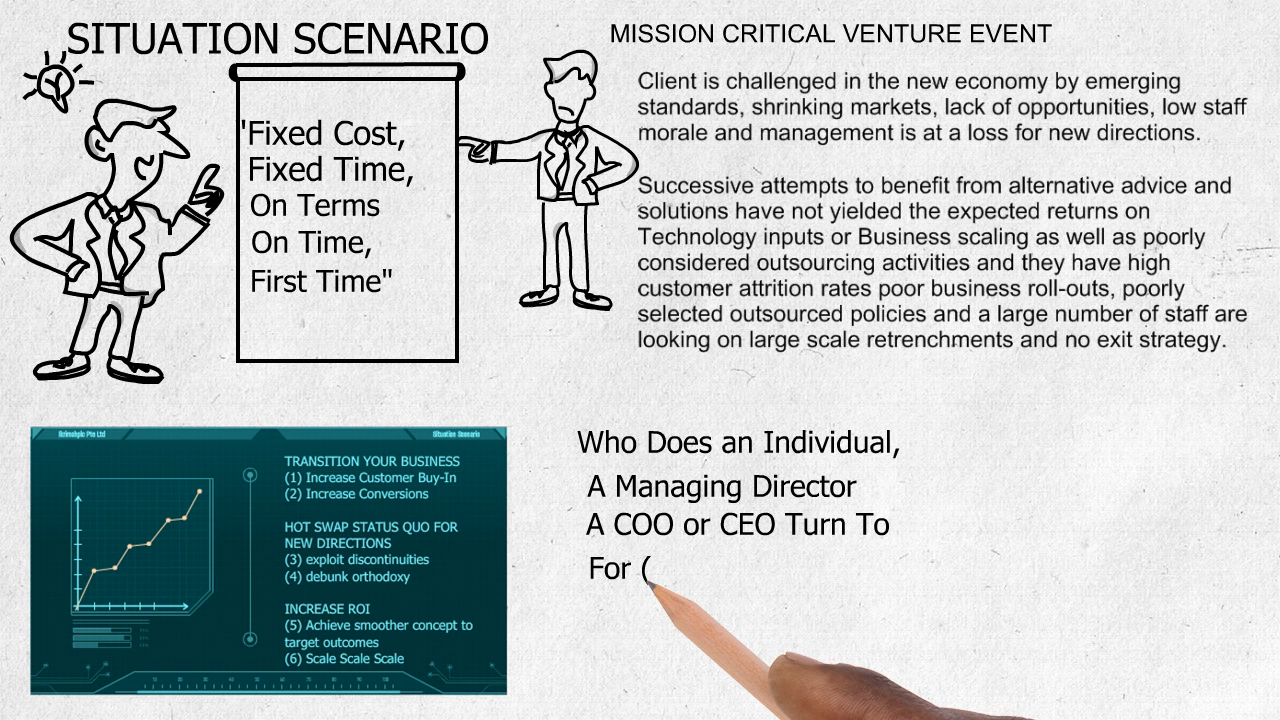 SITUATION SCENARIO
'Fixed Cost,
Fixed Time,
On Terms
On Time,
First Time"
MISSION CRITICAL VENTURE EVENT
Client is challenged in the new economy by emerging
standards, shrinking markets, lack of opportunities, low staff
morale and management is at a loss for new directions.
Successive attempts to benefit from alternative advice and
solutions have not yielded the expected returns on
Technology inputs or Business scaling as well as poorly
considered outsourcing activities and they have high
customer attrition rates poor business roll-outs, poorly
selected outsourced policies and a large number of staff are
looking on large scale retrenchments and no exit strategy.
Situation Scenario
TRANSITION YOUR BUSINESS
(1) Increase Customer Buy-In
(2) Increase Conversions
HOT SWAP STATUS QUO FOR
NEW DIRECTIONS
(3) exploit discontinuities
(4) debunk orthodoxy
INCREASE ROI
(5) Achieve smoother concept to
target outcomes
(6) Scale Scale Scale
Who Does an Individual,
A Managing Director
A COO or CEO Turn To
For (